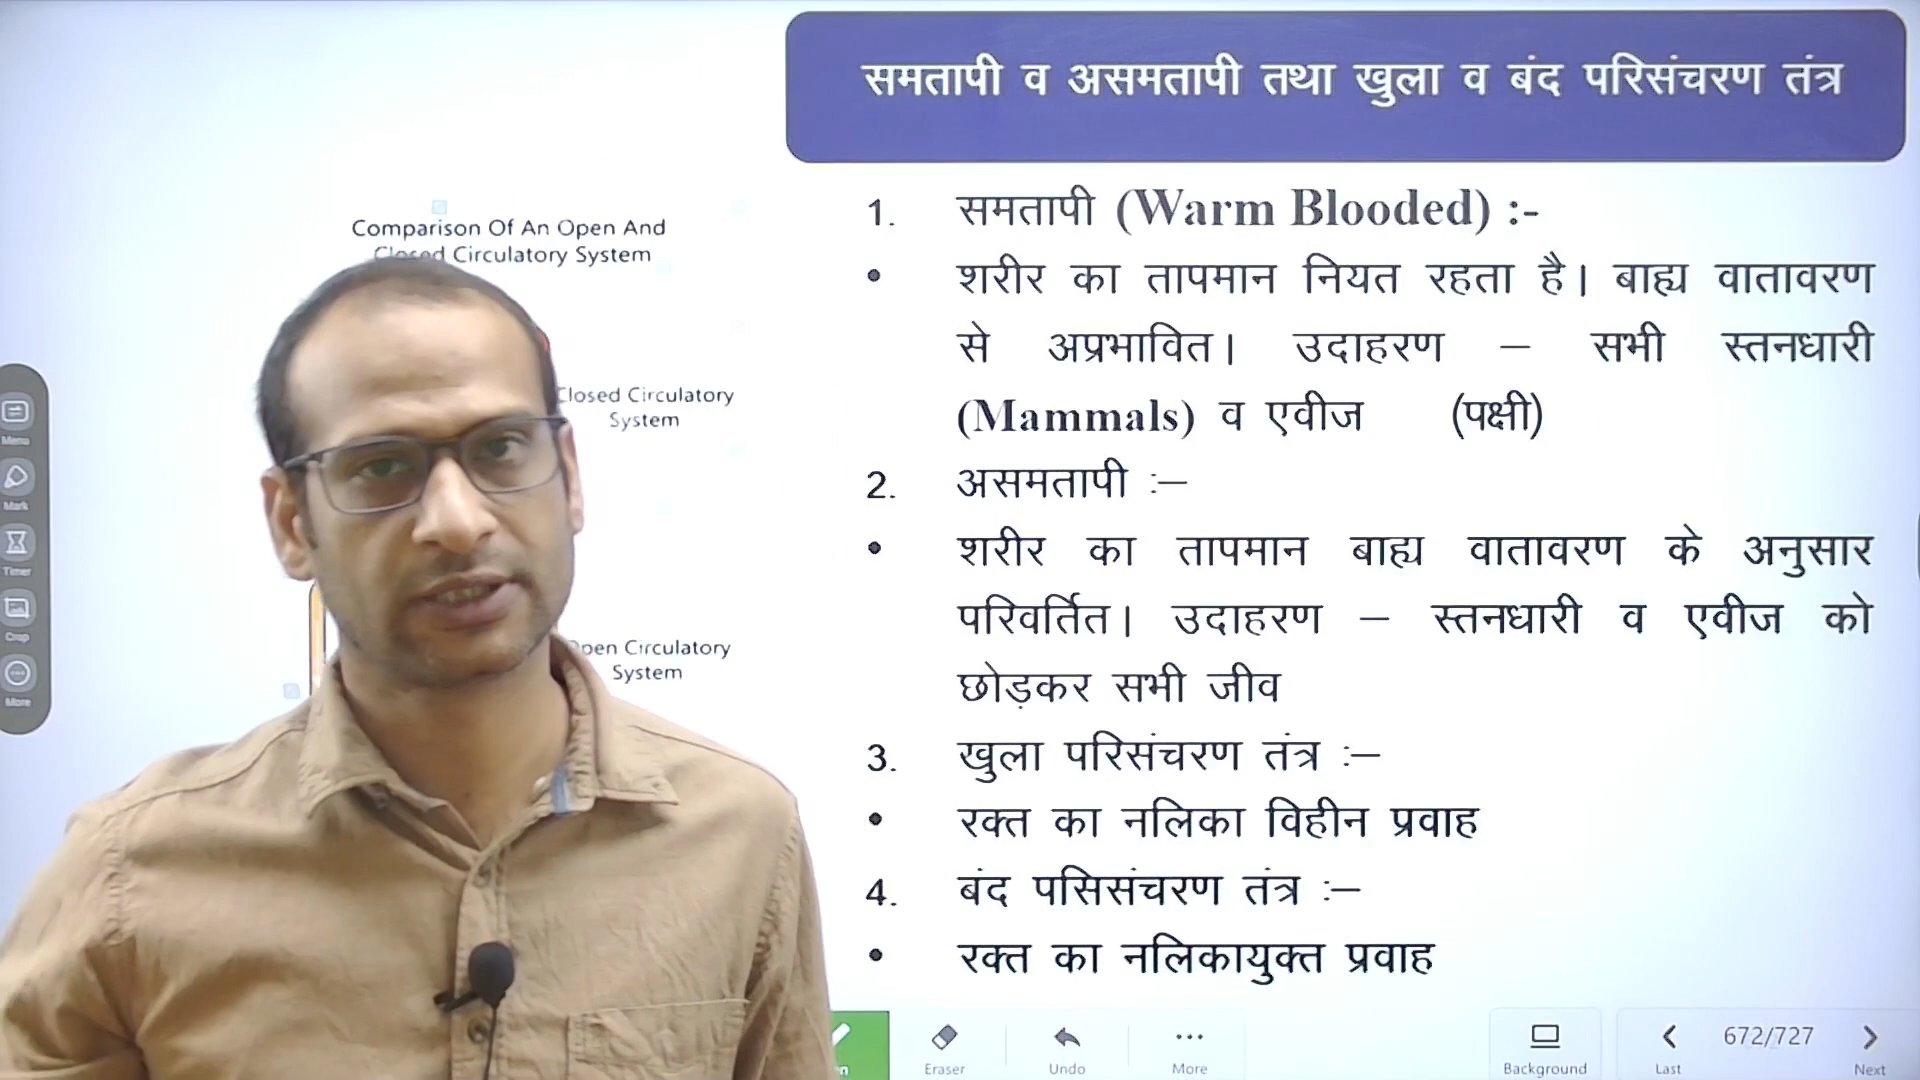 समतापी व असमतापी तथा खुला व बंद परिसंचरण तंत्र
Comparison Of An Open And
Closed Circulatory System
Closed Circulatory
System
Open Circulatory
System
1. समतापी (Warm Blooded) :-
• शरीर का तापमान नियत रहता है। बाह्य वातावरण
से अप्रभावित। उदाहरण – सभी स्तनधारी
(Mammals) व एवीज (पक्षी)
2. असमतापी :–
• शरीर का तापमान बाह्य वातावरण के अनुसार
परिवर्तित। उदाहरण – स्तनधारी व एवीज को
छोड़कर सभी जीव
3. खुला परिसंचरण तंत्र :–
• रक्त का नलिका विहीन प्रवाह
4. बंद पसिसंचरण तंत्र :–
• रक्त का नलिकायुक्त प्रवाह
Menu
Mark
Timer
Crop
More
Eraser
Undo
More
Background
Last
672/727
Next